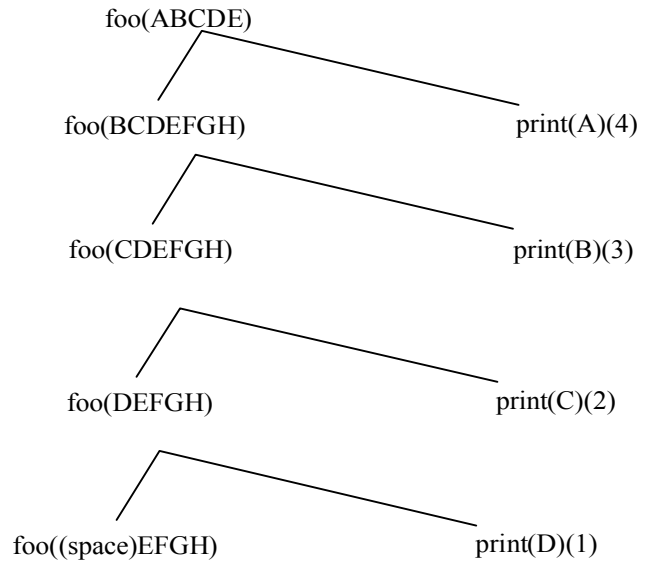 foo(ABCDE)
foo(BCDEFGH) print(A)(4)
foo(CDEFGH) print(B)(3)
foo(DEFGH) print(C)(2)
foo((space)EFGH) print(D)(1)